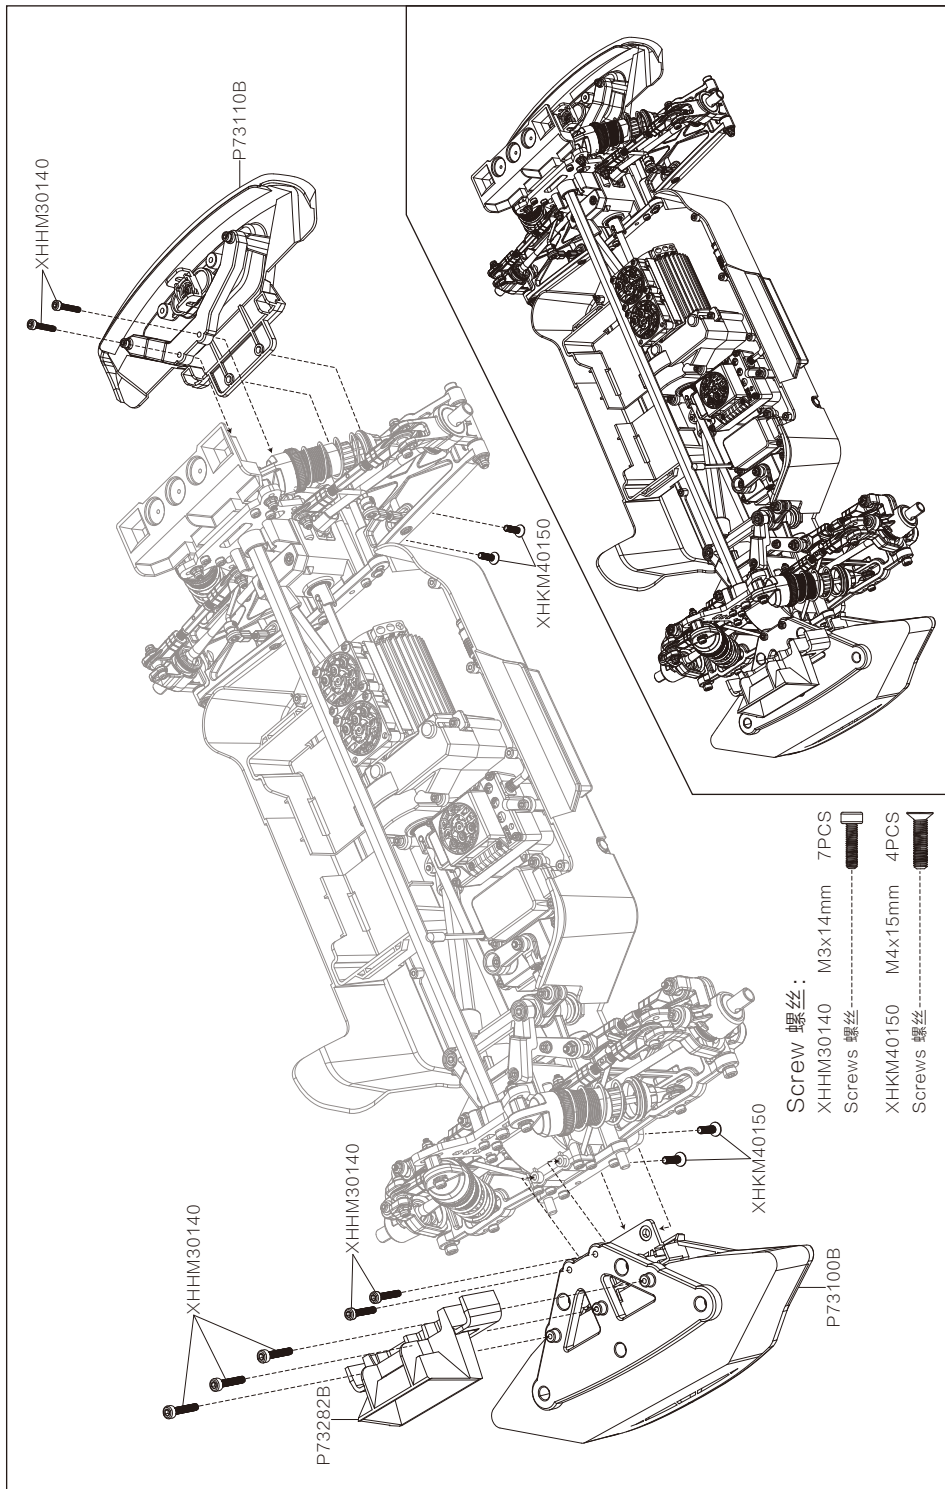 P73110B
XHHM30140
XHKM40150
XHKM40150
XHHM30140
XHHM30140
P73282B
P73100B
Screw 螺丝:
XHHM30140 M3x14mm 7PCS
Screws 螺丝
XHKM40150 M4x15mm 4PCS
Screws 螺丝